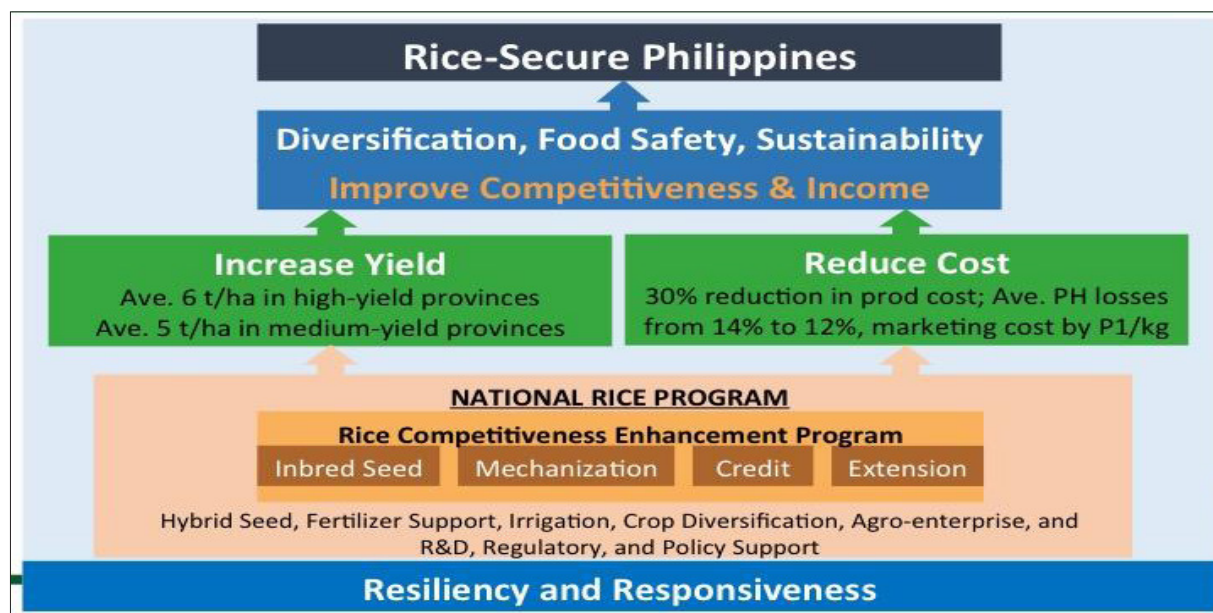 Rice-Secure Philippines
Diversification, Food Safety, Sustainability
Improve Competitiveness & Income
Increase Yield
Ave. 6 t/ha in high-yield provinces
Ave. 5 t/ha in medium-yield provinces
Reduce Cost
30% reduction in prod cost; Ave. PH losses
from 14% to 12%, marketing cost by P1/kg
NATIONAL RICE PROGRAM
Rice Competitiveness Enhancement Program
Inbred Seed
Mechanization
Credit
Extension
Hybrid Seed, Fertilizer Support, Irrigation, Crop Diversification, Agro-enterprise, and
R&D, Regulatory, and Policy Support
Resiliency and Responsiveness